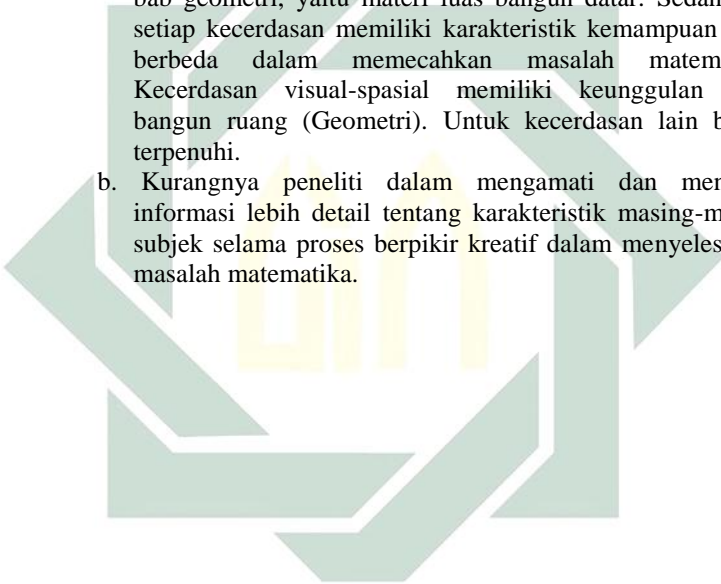 bab geometri, yaitu materi luas bangun datar. Sedan
setiap kecerdasan memiliki karakteristik kemampuan
berbeda dalam memecahkan masalah matem
Kecerdasan visual-spasial memiliki keunggulan
bangun ruang (Geometri). Untuk kecerdasan lain b
terpenuhi.
b. Kurangnya peneliti dalam mengamati dan men
informasi lebih detail tentang karakteristik masing-m
subjek selama proses berpikir kreatif dalam menyeles
masalah matematika.